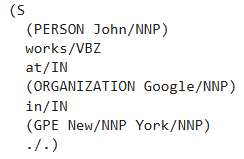 (S
  (PERSON John/NNP)
  works/VBZ
  at/IN
  (ORGANIZATION Google/NNP)
  in/IN
  (GPE New/NNP York/NNP)
  ./.)